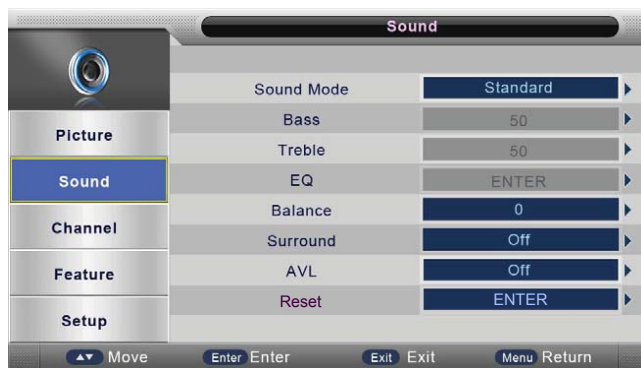 Sound
Sound Mode Standard
Bass 50
Treble 50
EQ ENTER
Balance 0
Surround Off
AVL Off
Reset ENTER
Picture
Sound
Channel
Feature
Setup
Move Enter Enter Exit Exit Menu Return